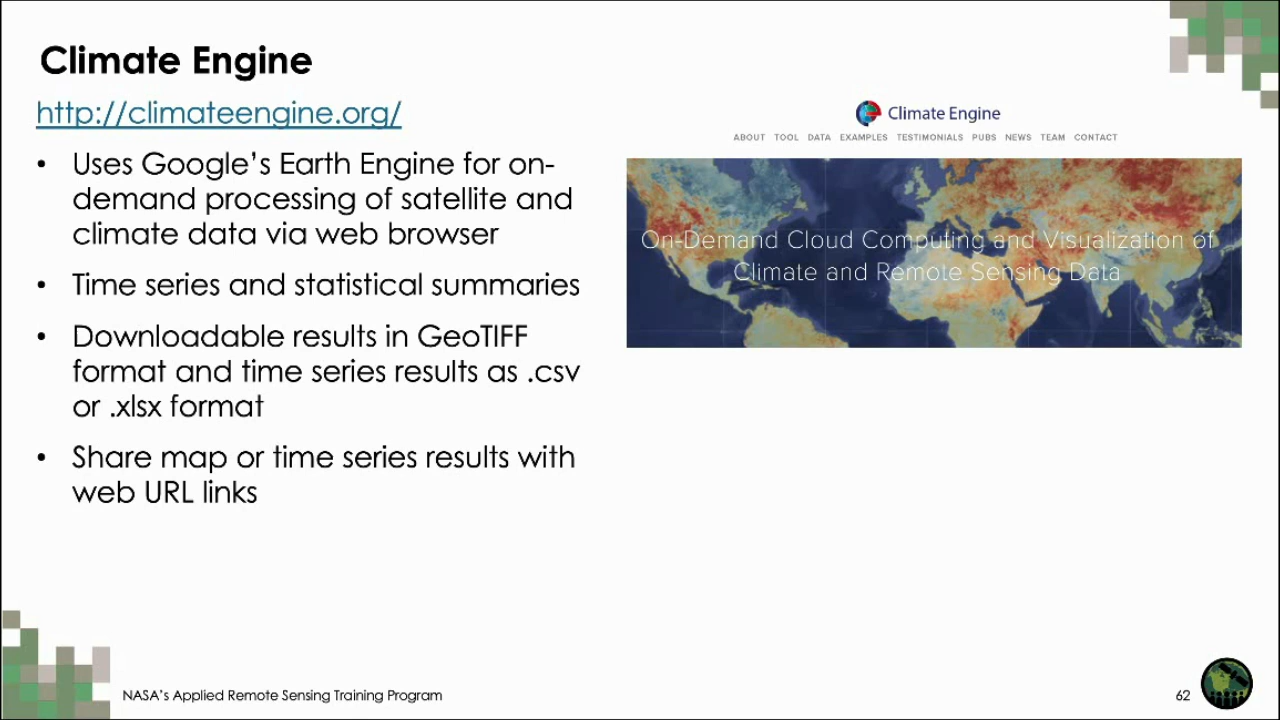 Climate Engine
http://climateengine.org/
• Uses Google's Earth Engine for on-
demand processing of satellite and
climate data via web browser
• Time series and statistical summaries
• Downloadable results in GeoTIFF
format and time series results as .csv
or .xlsx format
• Share map or time series results with
web URL links
Climate Engine
ABOUT TOOL DATA EXAMPLES TESTIMONIALS PUBS NEWS TEAM CONTACT
On-Demand Cloud Computing and Visualization of
Climate and Remote Sensing Data
NASA's Applied Remote Sensing Training Program
62